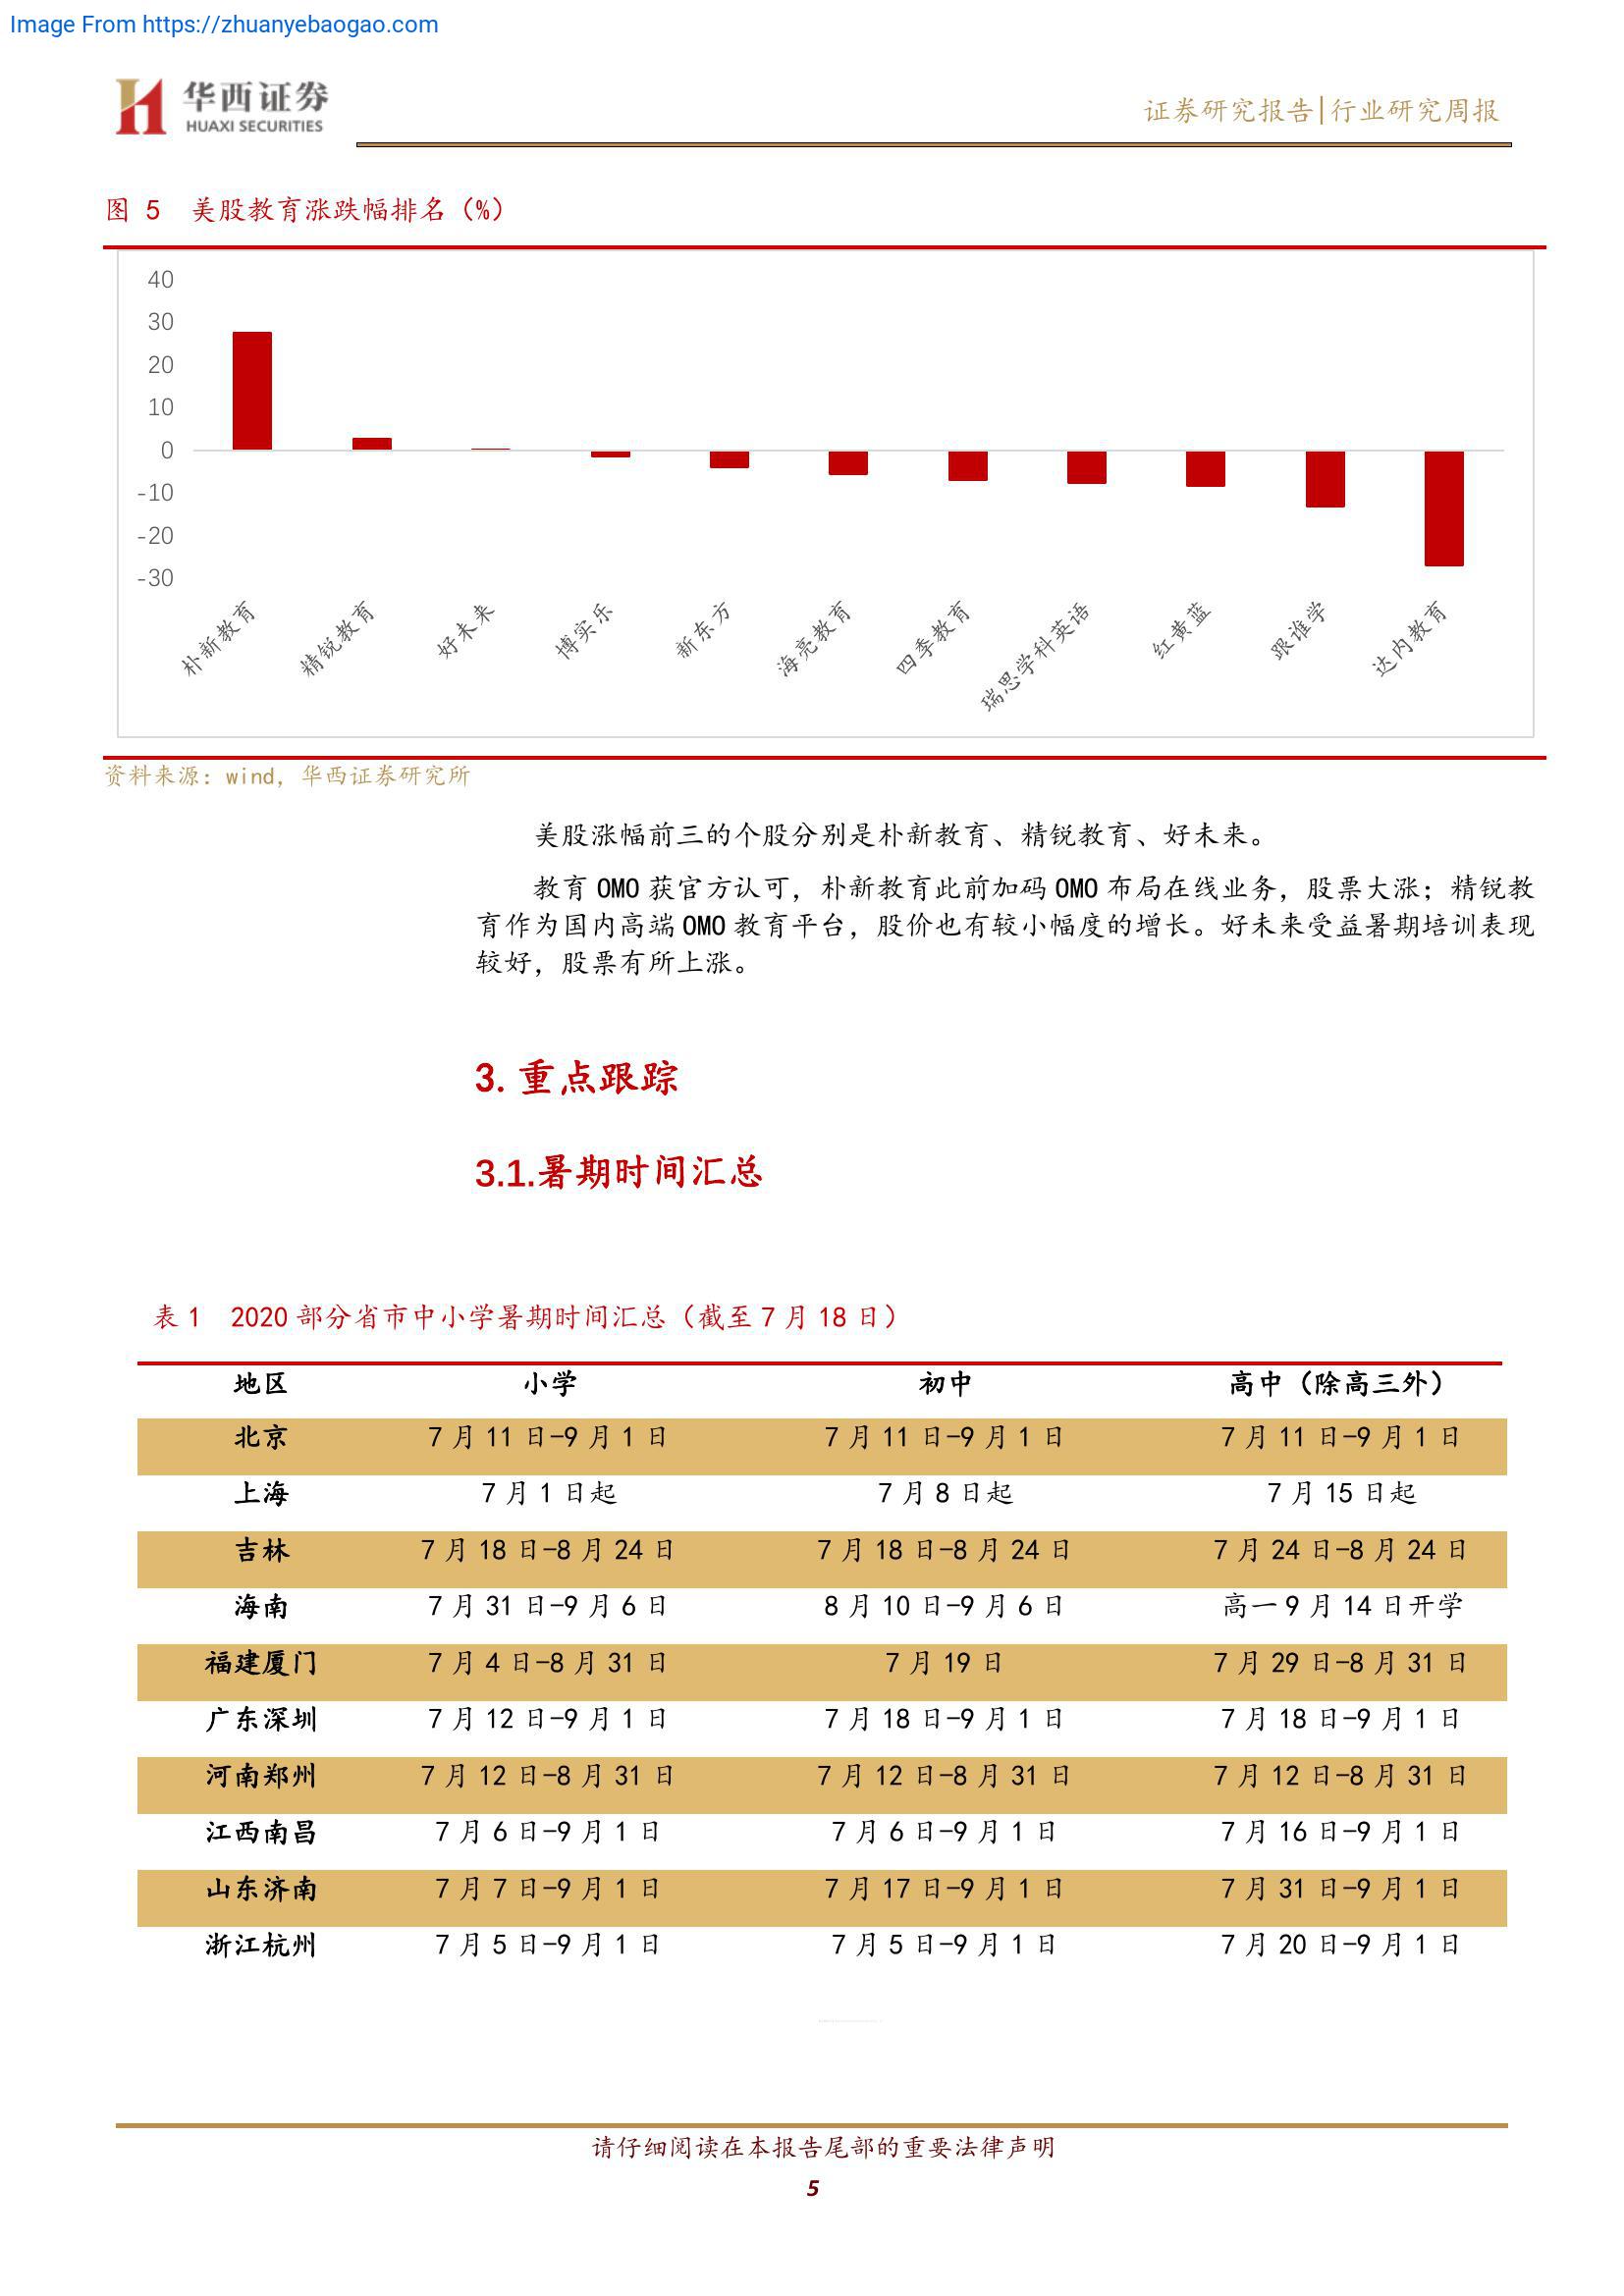 Image From https://zhuanyebaogao.com
华西证券
HUAXI SECURITIES
证券研究报告|行业研究周报
图 5 美股教育涨跌幅排名（%）
40
30
20
10
0
-10
-20
-30
朴新教育 精锐教育 好未来 博实乐 新东方 海亮教育 四季教育 瑞思学科英语 红黄蓝 跟谁学 达内教育
资料来源：wind，华西证券研究所
美股涨幅前三的个股分别是朴新教育、精锐教育、好未来。
教育 OMO 获官方认可，朴新教育此前加码 OMO 布局在线业务，股票大涨；精锐教
育作为国内高端 OMO 教育平台，股价也有较小幅度的增长。好未来受益暑期培训表现
较好，股票有所上涨。
3. 重点跟踪
3.1.暑期时间汇总
表 1 2020 部分省市中小学暑期时间汇总（截至 7 月 18 日）
地区 小学 初中 高中（除高三外）
北京 7 月 11 日-9 月 1 日 7 月 11 日-9 月 1 日 7 月 11 日-9 月 1 日
上海 7 月 1 日起 7 月 8 日起 7 月 15 日起
吉林 7 月 18 日-8 月 24 日 7 月 18 日-8 月 24 日 7 月 24 日-8 月 24 日
海南 7 月 31 日-9 月 6 日 8 月 10 日-9 月 6 日 高一 9 月 14 日开学
福建厦门 7 月 4 日-8 月 31 日 7 月 19 日 7 月 29 日-8 月 31 日
广东深圳 7 月 12 日-9 月 1 日 7 月 18 日-9 月 1 日 7 月 18 日-9 月 1 日
河南郑州 7 月 12 日-8 月 31 日 7 月 12 日-8 月 31 日 7 月 12 日-8 月 31 日
江西南昌 7 月 6 日-9 月 1 日 7 月 6 日-9 月 1 日 7 月 16 日-9 月 1 日
山东济南 7 月 7 日-9 月 1 日 7 月 17 日-9 月 1 日 7 月 31 日-9 月 1 日
浙江杭州 7 月 5 日-9 月 1 日 7 月 5 日-9 月 1 日 7 月 20 日-9 月 1 日
请仔细阅读在本报告尾部的重要法律声明
5